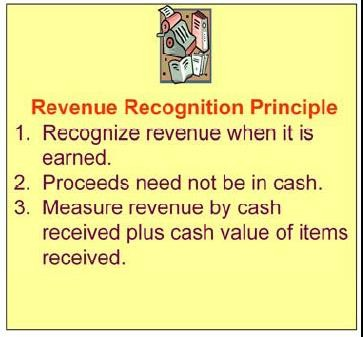 Revenue Recognition Principle
1. Recognize revenue when it is
earned.
2. Proceeds need not be in cash.
3. Measure revenue by cash
received plus cash value of items
received.